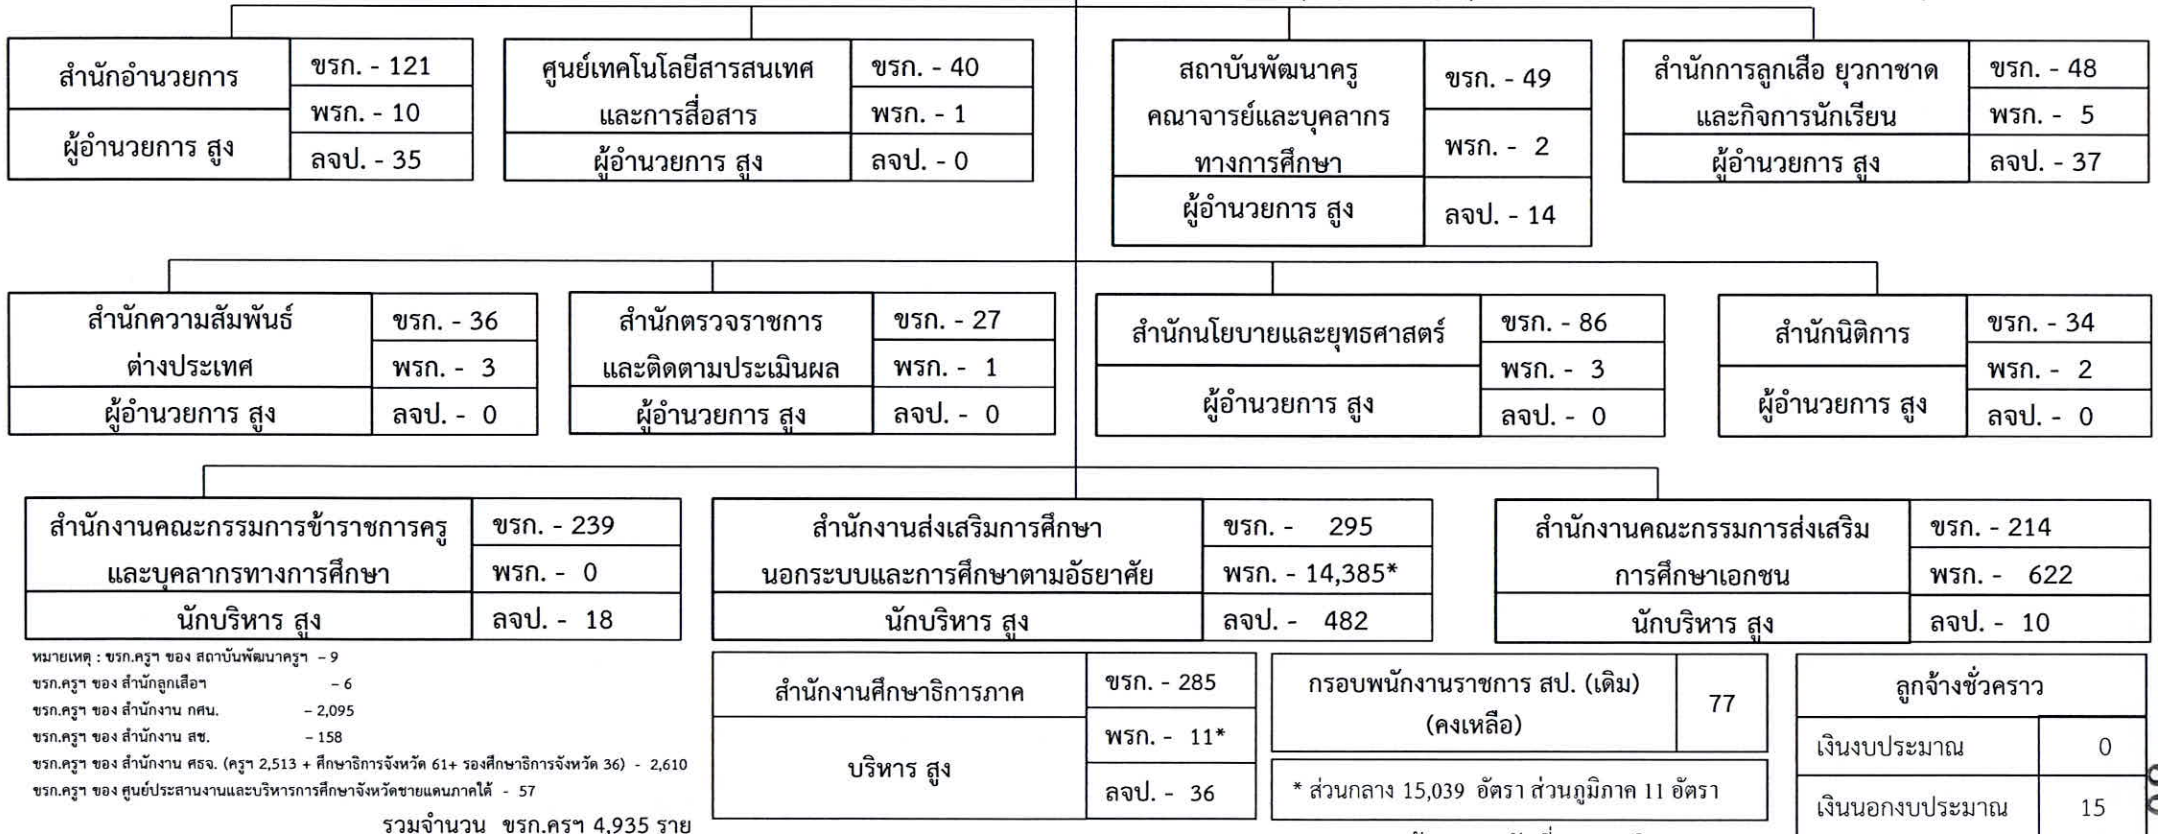 สำนักอำนวยการ
ผู้อำนวยการ สูง
ขรก. - 121
พรก. - 10
ลจป. - 35
ศูนย์เทคโนโลยีสารสนเทศ
และการสื่อสาร
ผู้อำนวยการ สูง
ขรก. - 40
พรก. - 1
ลจป. - 0
สถาบันพัฒนาครู
คณาจารย์และบุคลากร
ทางการศึกษา
ผู้อำนวยการ สูง
ขรก. - 49
พรก. - 2
ลจป. - 14
สำนักการลูกเสือ ยุวกาชาด
และกิจการนักเรียน
ผู้อำนวยการ สูง
ขรก. - 48
พรก. - 5
ลจป. - 37
สำนักความสัมพันธ์
ต่างประเทศ
ผู้อำนวยการ สูง
ขรก. - 36
พรก. - 3
ลจป. - 0
สำนักตรวจราชการ
และติดตามประเมินผล
ผู้อำนวยการ สูง
ขรก. - 27
พรก. - 1
ลจป. - 0
สำนักนโยบายและยุทธศาสตร์
ผู้อำนวยการ สูง
ขรก. - 86
พรก. - 3
ลจป. - 0
สำนักนิติการ
ผู้อำนวยการ สูง
ขรก. - 34
พรก. - 2
ลจป. - 0
สำนักงานคณะกรรมการข้าราชการครู
และบุคลากรทางการศึกษา
นักบริหาร สูง
ขรก. - 239
พรก. - 0
ลจป. - 18
สำนักงานส่งเสริมการศึกษา
นอกระบบและการศึกษาตามอัธยาศัย
นักบริหาร สูง
ขรก. - 295
พรก. - 14,385*
ลจป. - 482
สำนักงานคณะกรรมการส่งเสริม
การศึกษาเอกชน
นักบริหาร สูง
ขรก. - 214
พรก. - 622
ลจป. - 10
หมายเหตุ : ขรก.ครูฯ ของ สถาบันพัฒนาครูฯ – 9
ขรก.ครูฯ ของ สำนักลูกเสือฯ – 6
ขรก.ครูฯ ของ สำนักงาน กศน. – 2,095
ขรก.ครูฯ ของ สำนักงาน สช. – 158
ขรก.ครูฯ ของ สำนักงาน ศธจ. (ครูฯ 2,513 + ศึกษาธิการจังหวัด 61+ รองศึกษาธิการจังหวัด 36) - 2,610
ขรก.ครูฯ ของ ศูนย์ประสานงานและบริหารการศึกษาจังหวัดชายแดนภาคใต้ - 57
รวมจำนวน ขรก.ครูฯ 4,935 ราย
สำนักงานศึกษาธิการภาค
บริหาร สูง
ขรก. - 285
พรก. - 11*
ลจป. - 36
กรอบพนักงานราชการ สป. (เดิม)
(คงเหลือ)
77
* ส่วนกลาง 15,039 อัตรา ส่วนภูมิภาค 11 อัตรา
ลูกจ้างชั่วคราว
เงินงบประมาณ 0
เงินนอกงบประมาณ 15